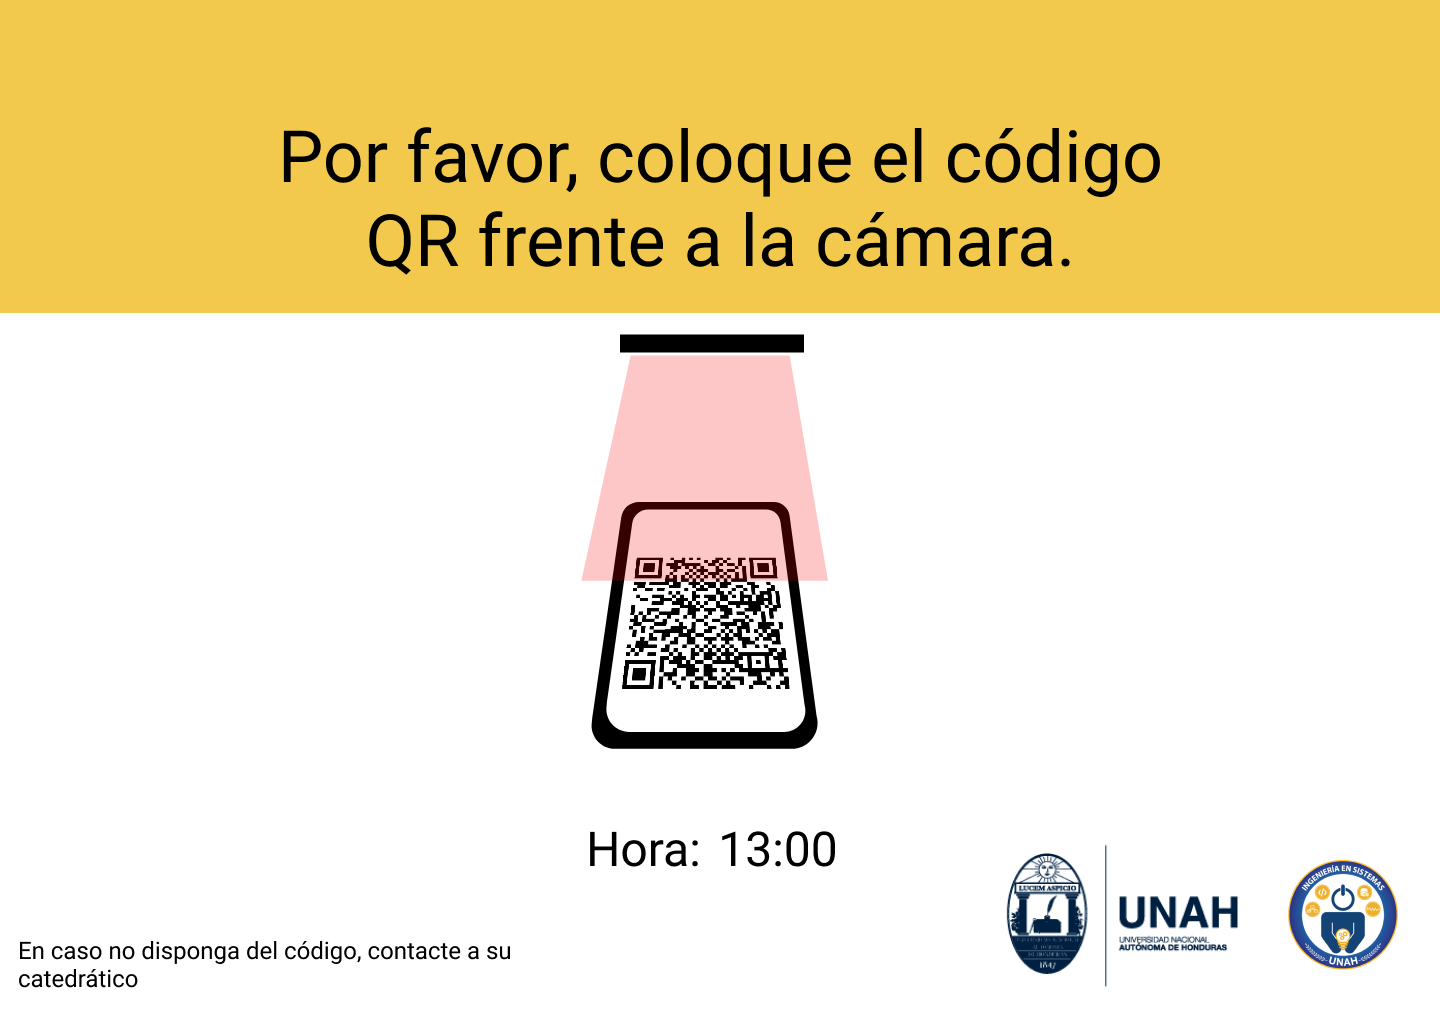 Por favor, coloque el código
QR frente a la cámara.
Hora: 13:00
LUCEM ASPICIO
1847
UNAH
UNIVERSIDAD NACIONAL
AUTÓNOMA DE HONDURAS
INGENIERÍA EN SISTEMAS
UNAH
En caso no disponga del código, contacte a su
catedrático